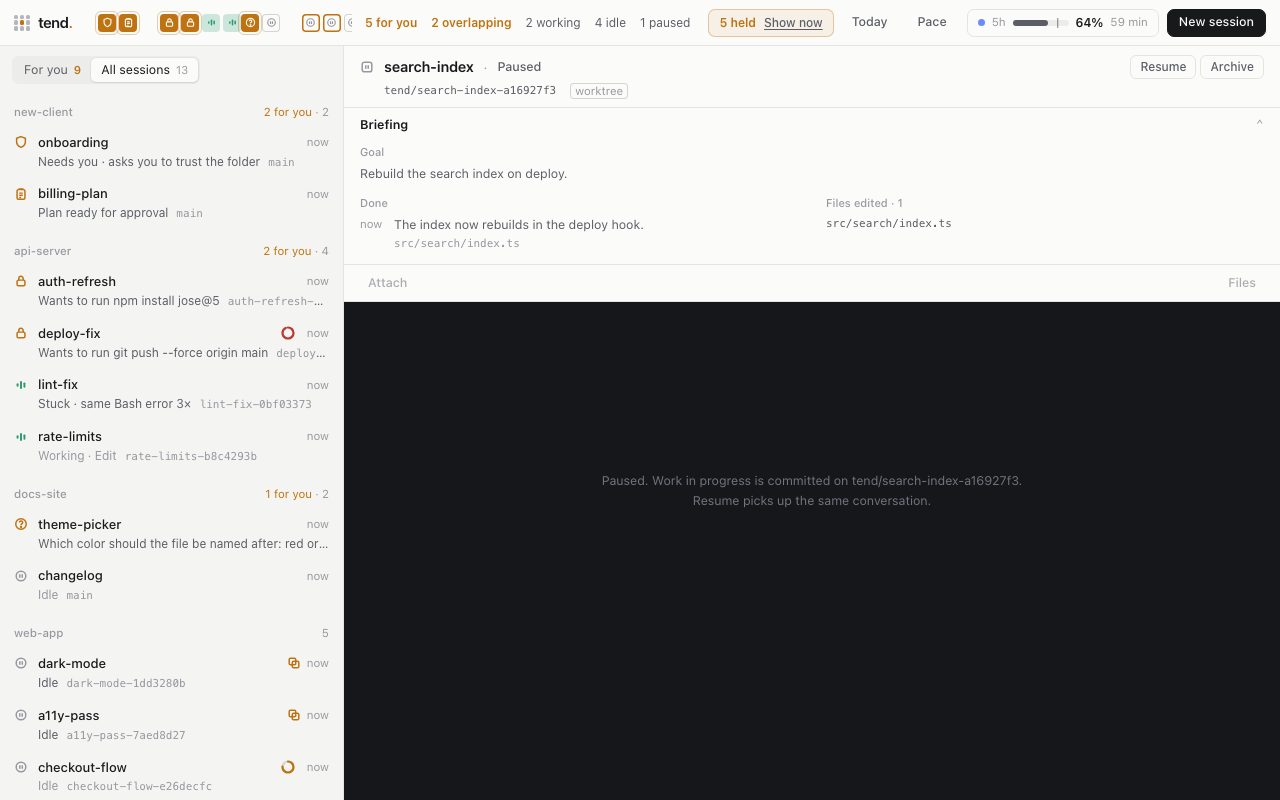 tend.
5 for you 2 overlapping 2 working 4 idle 1 paused
5 held Show now
Today
Pace
5h 64% 59 min
New session
For you 9
All sessions 13
new-client 2 for you · 2
onboarding now
Needs you · asks you to trust the folder main
billing-plan now
Plan ready for approval main
api-server 2 for you · 4
auth-refresh now
Wants to run npm install jose@5 auth-refresh-…
deploy-fix now
Wants to run git push --force origin main deploy…
lint-fix now
Stuck · same Bash error 3× lint-fix-0bf03373
rate-limits now
Working · Edit rate-limits-b8c4293b
docs-site 1 for you · 2
theme-picker now
Which color should the file be named after: red or…
changelog now
Idle main
web-app 5
dark-mode now
Idle dark-mode-1dd3280b
a11y-pass now
Idle a11y-pass-7aed8d27
checkout-flow now
Idle checkout-flow-e26decfc
search-index · Paused
Resume
Archive
tend/search-index-a16927f3 worktree
Briefing
Goal
Rebuild the search index on deploy.
Done
now The index now rebuilds in the deploy hook.
src/search/index.ts
Files edited · 1
src/search/index.ts
Attach
Files
Paused. Work in progress is committed on tend/search-index-a16927f3.
Resume picks up the same conversation.